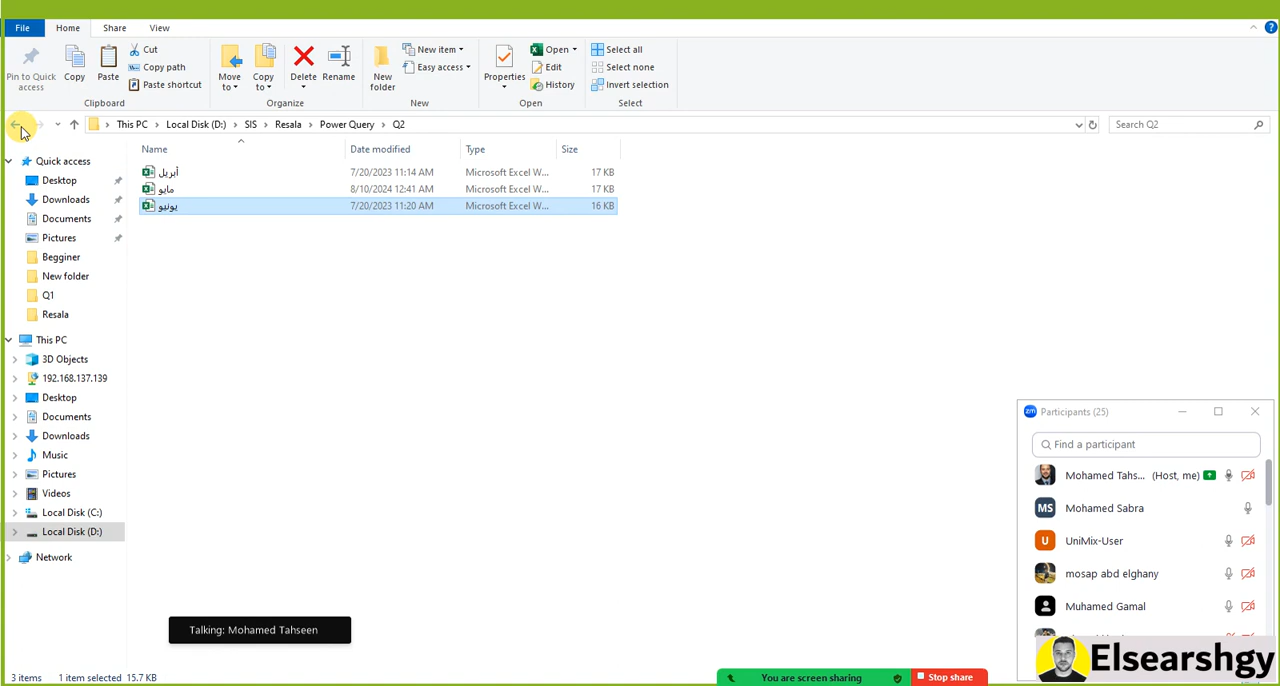 File Home Share View
Pin to Quick access
Copy
Paste
Cut
Copy path
Paste shortcut
Clipboard
Move to
Copy to
Delete
Rename
Organize
New folder
New item
Easy access
New
Properties
Open
Edit
History
Open
Select all
Select none
Invert selection
Select
This PC > Local Disk (D:) > SIS > Resala > Power Query > Q2
Search Q2
Name Date modified Type Size
أبريل 7/20/2023 11:14 AM Microsoft Excel W... 17 KB
مايو 8/10/2024 12:41 AM Microsoft Excel W... 17 KB
يونيو 7/20/2023 11:20 AM Microsoft Excel W... 16 KB
Quick access
Desktop
Downloads
Documents
Pictures
Begginer
New folder
Q1
Resala
This PC
3D Objects
192.168.137.139
Desktop
Documents
Downloads
Music
Pictures
Videos
Local Disk (C:)
Local Disk (D:)
Network
zm Participants (25)
Find a participant
Mohamed Tahs... (Host, me)
MS Mohamed Sabra
U UniMix-User
mosap abd elghany
Muhamed Gamal
Elsearshgy
Talking: Mohamed Tahseen
3 items 1 item selected 15.7 KB
You are screen sharing Stop share